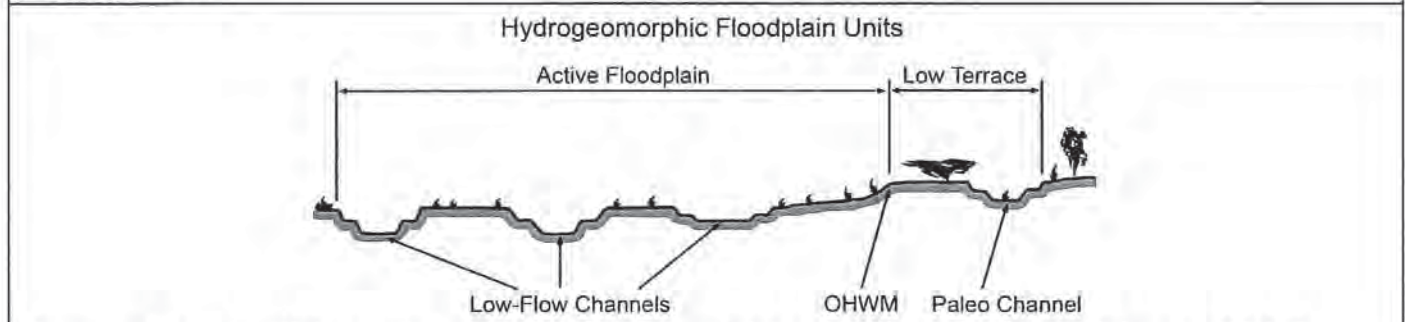 Hydrogeomorphic Floodplain Units
Active Floodplain
Low Terrace
Low-Flow Channels
OHWM
Paleo Channel